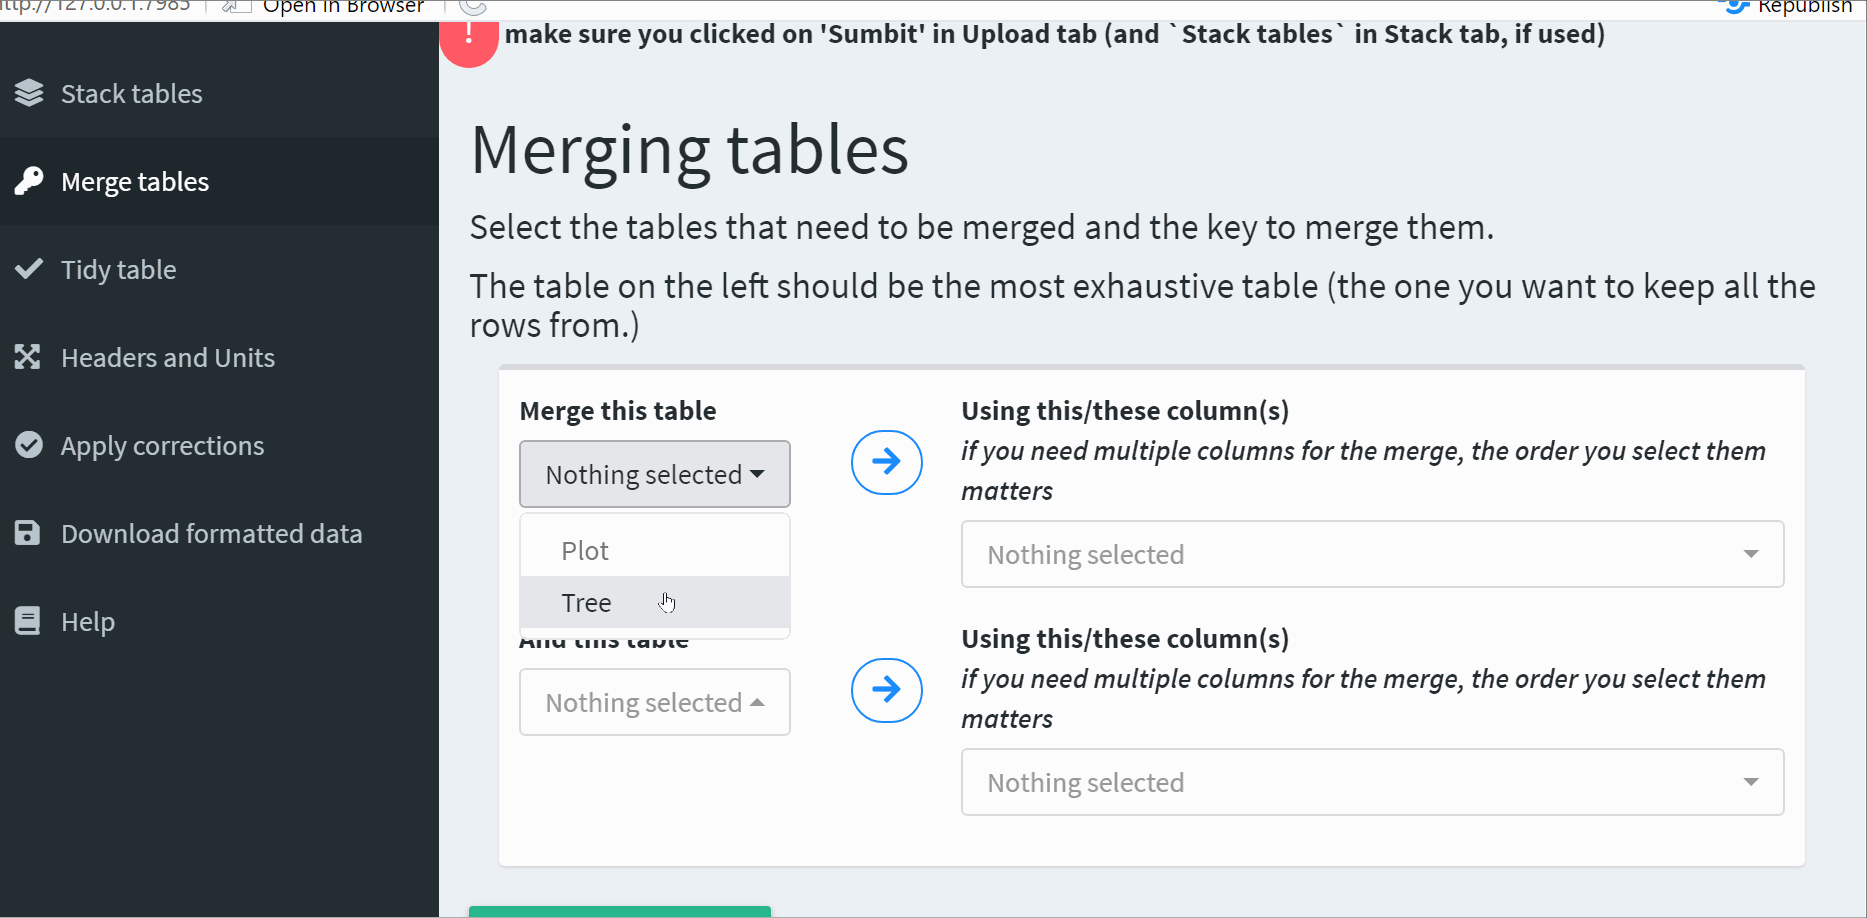 http://127.0.0.1:7985
Open in Browser
Republish
! make sure you clicked on 'Sumbit' in Upload tab (and `Stack tables` in Stack tab, if used)
Stack tables
Merge tables
Tidy table
Headers and Units
Apply corrections
Download formatted data
Help
Merging tables
Select the tables that need to be merged and the key to merge them.
The table on the left should be the most exhaustive table (the one you want to keep all the
rows from.)
Merge this table
Nothing selected
Plot
Tree
Using this/these column(s)
if you need multiple columns for the merge, the order you select them
matters
Nothing selected
And this table
Nothing selected
Using this/these column(s)
if you need multiple columns for the merge, the order you select them
matters
Nothing selected